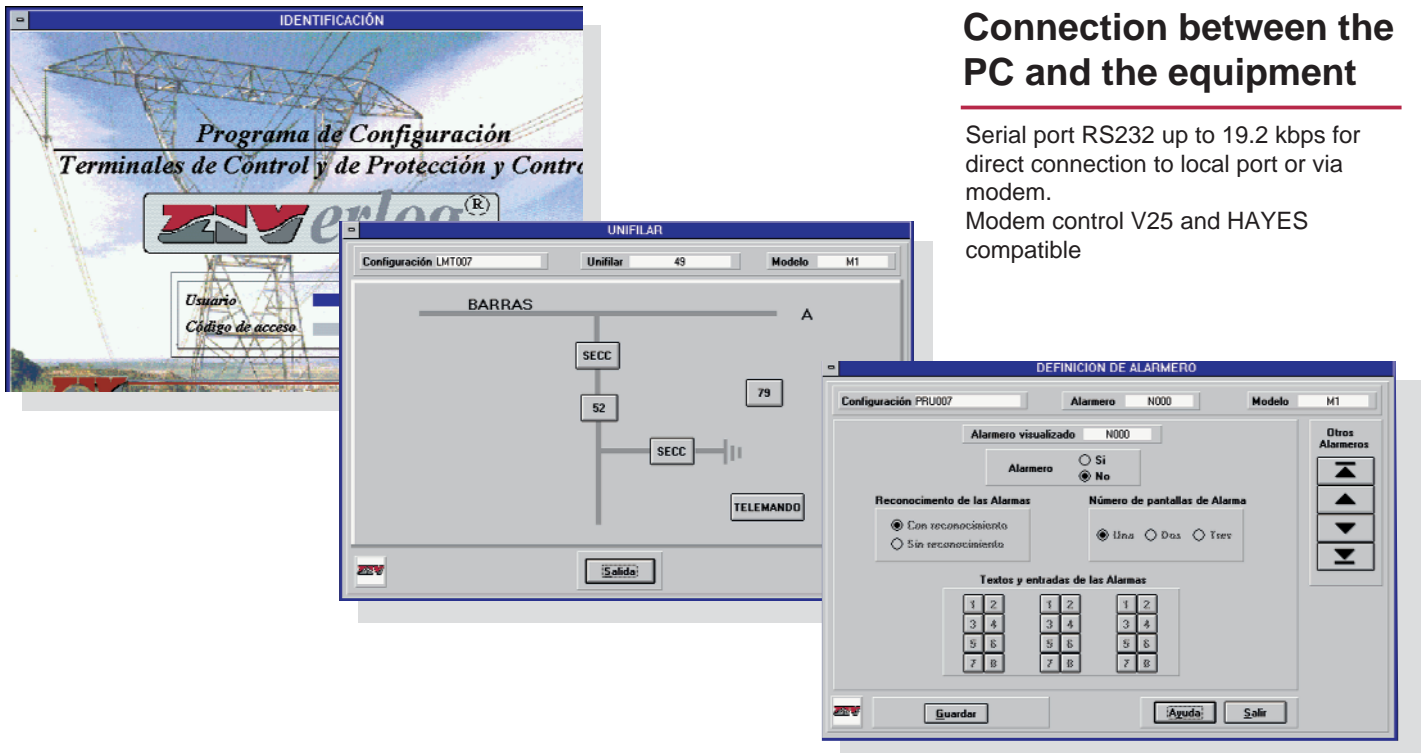 IDENTIFICACIÓN
Programa de Configuración
Terminales de Control y de Protección y Contro
ZIVerlog(R)
Usuario
Código de acceso
UNIFILAR
Configuración LMT007 Unifilar 49 Modelo M1
BARRAS
A
SECC
79
52
SECC
TELEMANDO
ZIV
Salida
Connection between the
PC and the equipment
Serial port RS232 up to 19.2 kbps for
direct connection to local port or via
modem.
Modem control V25 and HAYES
compatible
DEFINICION DE ALARMERO
Configuración PRU007 Alarmero N000 Modelo M1
Alarmero visualizado N000
Otros
Alarmeros
Alarmero
Si
No
Reconocimento de las Alarmas Número de pantallas de Alarma
Con reconocimiento
Sin reconocimiento
Una Dos Tres
Textos y entradas de las Alarmas
1 2 1 2 1 2
3 4 3 4 3 4
5 6 5 6 5 6
7 8 7 8 7 8
ZIV
Guardar Ayuda Salir